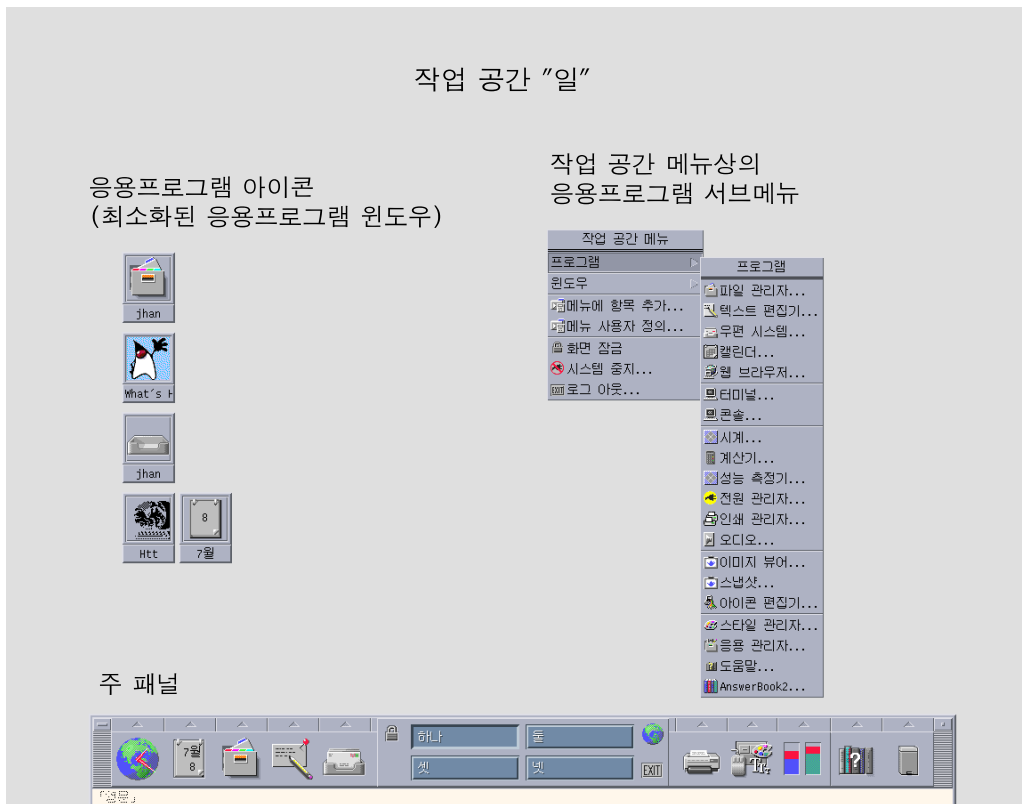 작업 공간 "일"
응용프로그램 아이콘
(최소화된 응용프로그램 윈도우)
작업 공간 메뉴상의
응용프로그램 서브메뉴
jhan
What's H
jhan
Htt
8
7월
작업 공간 메뉴
프로그램
윈도우
메뉴에 항목 추가...
메뉴 사용자 정의...
화면 잠금
시스템 중지...
EXIT 로그 아웃...
프로그램
파일 관리자...
텍스트 편집기...
우편 시스템...
캘린더...
웹 브라우저...
터미널...
콘솔...
시계...
계산기...
성능 측정기...
전원 관리자...
인쇄 관리자...
오디오...
이미지 뷰어...
스냅샷...
아이콘 편집기...
스타일 관리자...
응용 관리자...
도움말...
AnswerBook2...
주 패널
7월
8
하나
둘
셋
넷
EXIT
?
「영문」